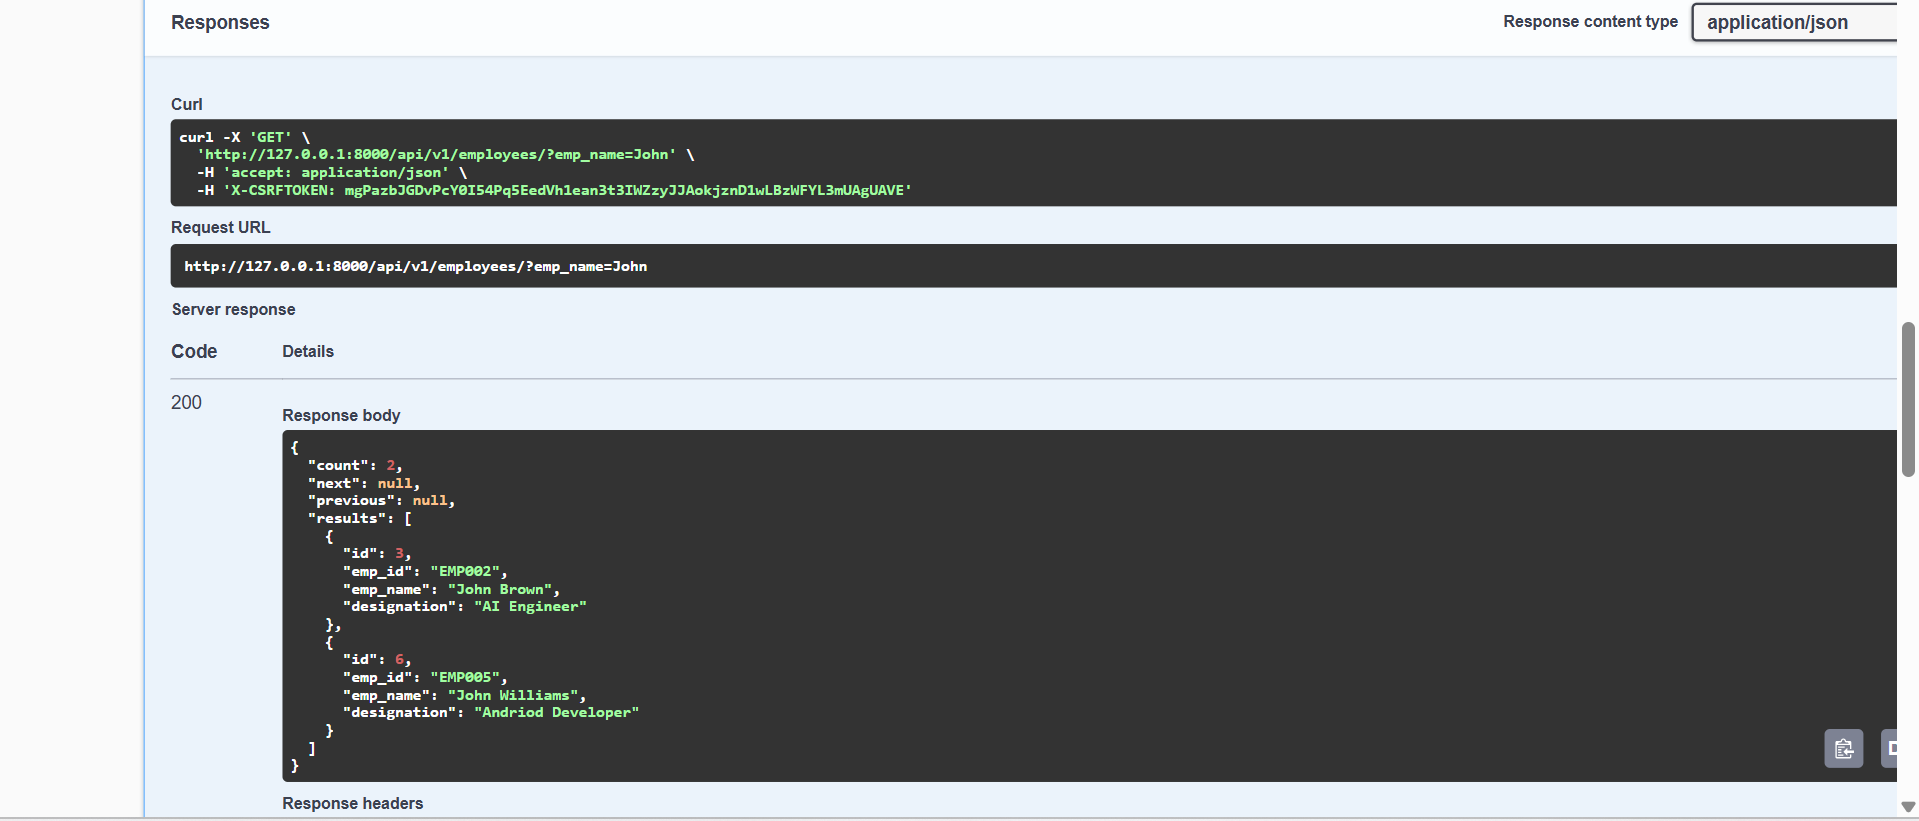 Responses
Response content type
application/json
Curl
curl -X 'GET' \
'http://127.0.0.1:8000/api/v1/employees/?emp_name=John' \
-H 'accept: application/json' \
-H 'X-CSRFTOKEN: mgPazbJGDvPcY0I54Pq5EedVh1ean3t3IWZzyJJAokjznD1wLBzWFYL3mUAgUAVE'
Request URL
http://127.0.0.1:8000/api/v1/employees/?emp_name=John
Server response
Code
Details
200
Response body
{
"count": 2,
"next": null,
"previous": null,
"results": [
{
"id": 3,
"emp_id": "EMP002",
"emp_name": "John Brown",
"designation": "AI Engineer"
},
{
"id": 6,
"emp_id": "EMP005",
"emp_name": "John Williams",
"designation": "Andriod Developer"
}
]
}
Response headers